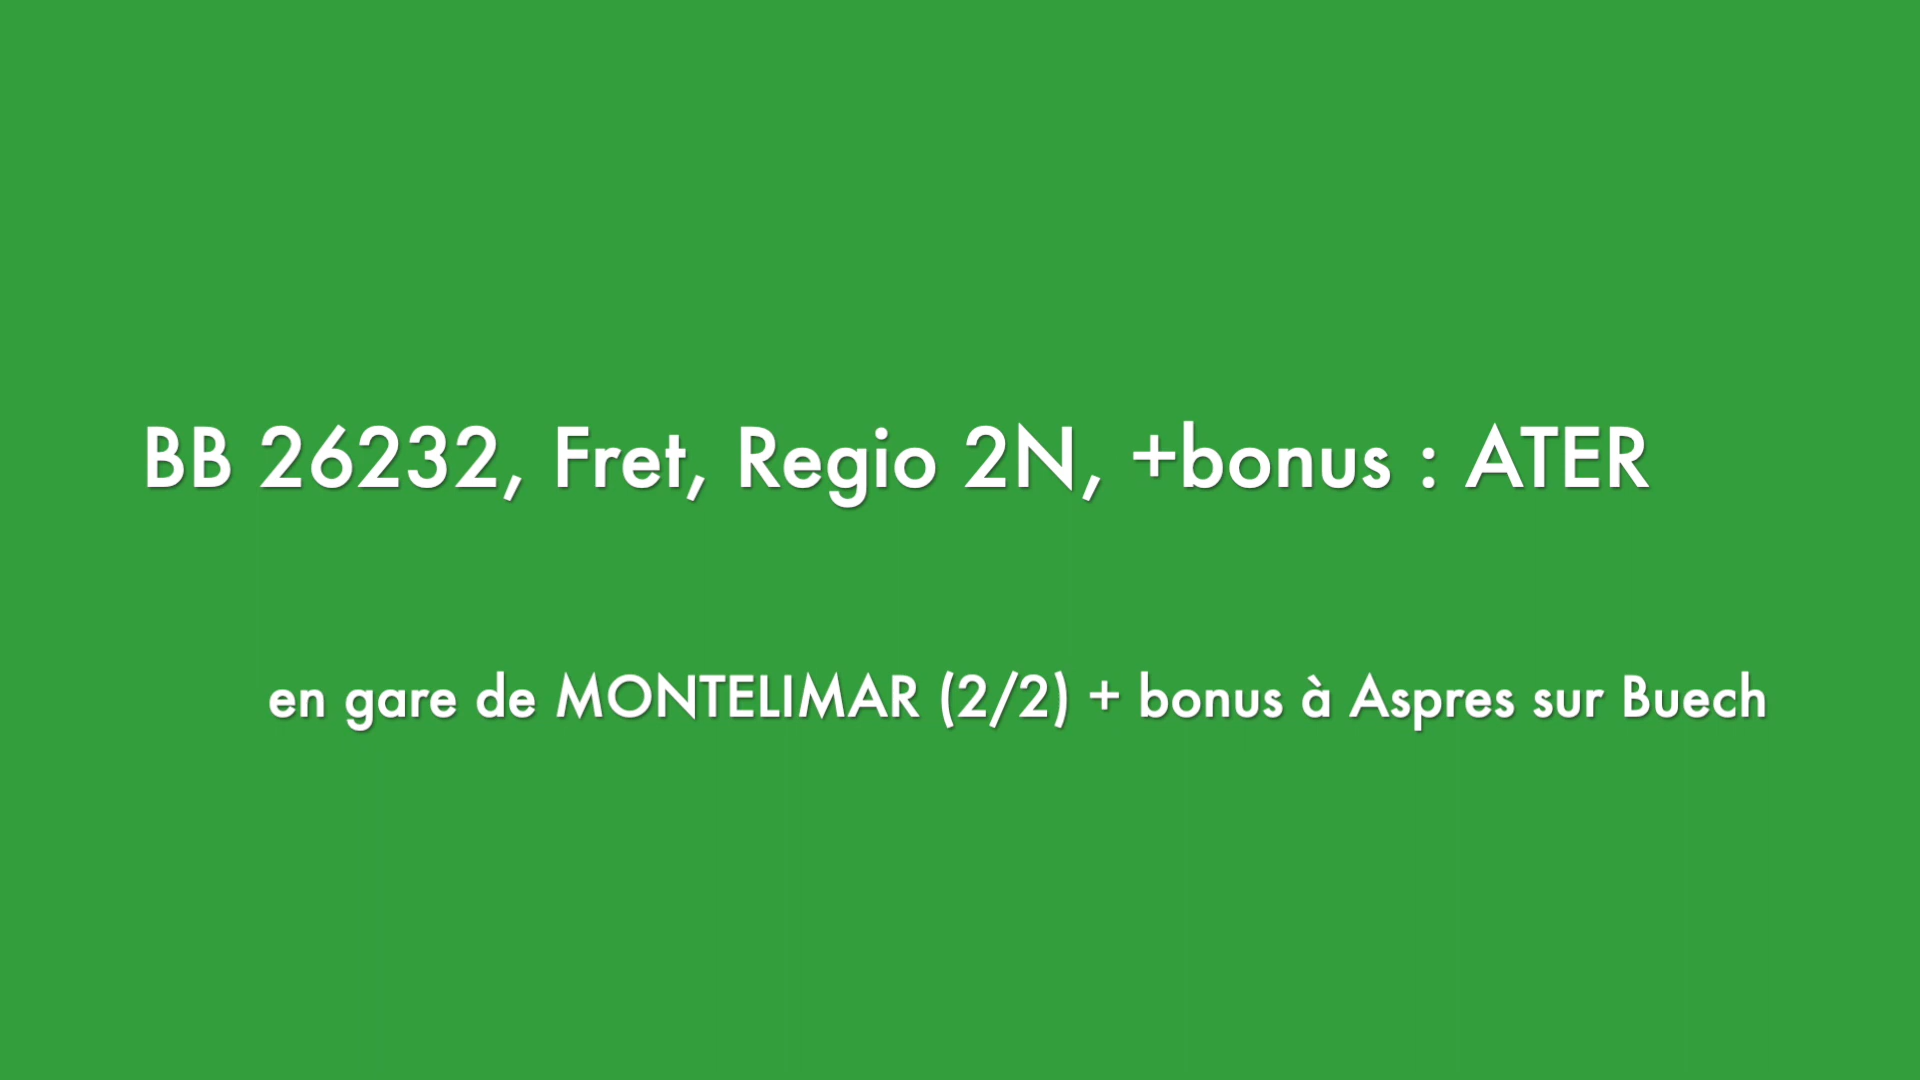 BB 26232, Fret, Regio 2N, +bonus : ATER
en gare de MONTELIMAR (2/2) + bonus à Aspres sur Buech